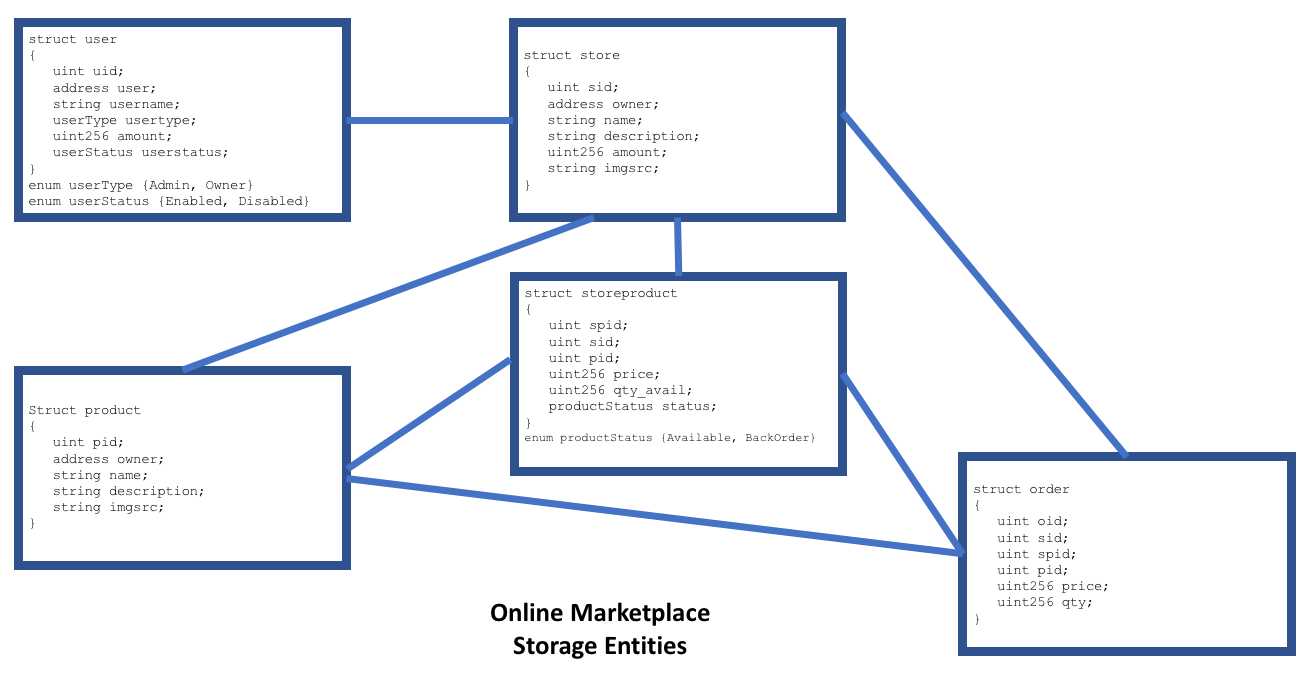 struct user
{
uint uid;
address user;
string username;
userType usertype;
uint256 amount;
userStatus userstatus;
}
enum userType {Admin, Owner}
enum userStatus {Enabled, Disabled}
struct store
{
uint sid;
address owner;
string name;
string description;
uint256 amount;
string imgsrc;
}
struct storeproduct
{
uint spid;
uint sid;
uint pid;
uint256 price;
uint256 qty_avail;
productStatus status;
}
enum productStatus {Available, BackOrder}
Struct product
{
uint pid;
address owner;
string name;
string description;
string imgsrc;
}
struct order
{
uint oid;
uint sid;
uint spid;
uint pid;
uint256 price;
uint256 qty;
}
Online Marketplace
Storage Entities